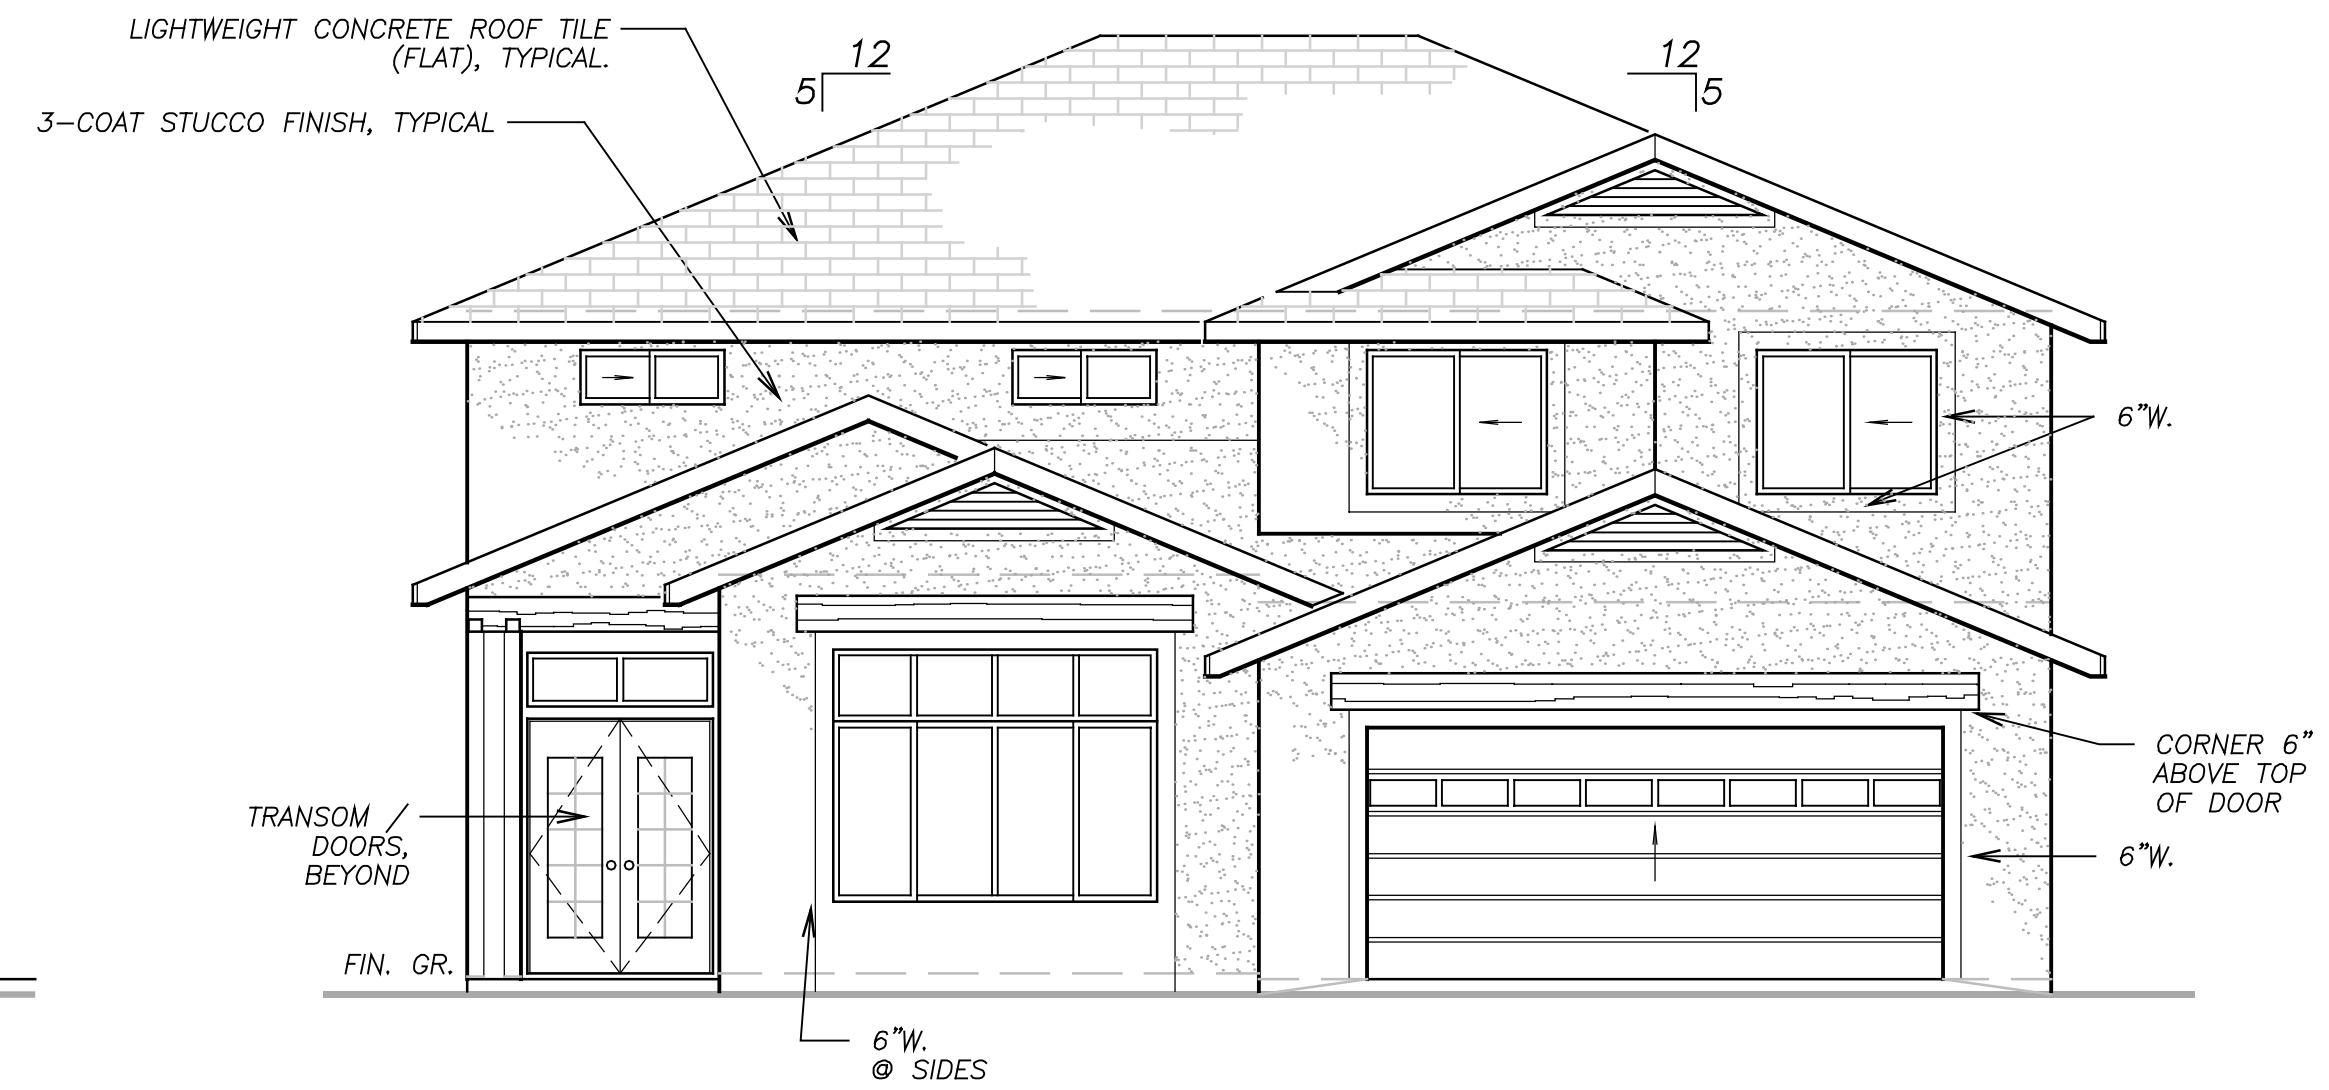 LIGHTWEIGHT CONCRETE ROOF TILE
(FLAT), TYPICAL.
12
5
12
5
3-COAT STUCCO FINISH, TYPICAL
6"W.
CORNER 6"
ABOVE TOP
OF DOOR
TRANSOM /
DOORS,
BEYOND
6"W.
FIN. GR.
6"W.
@ SIDES